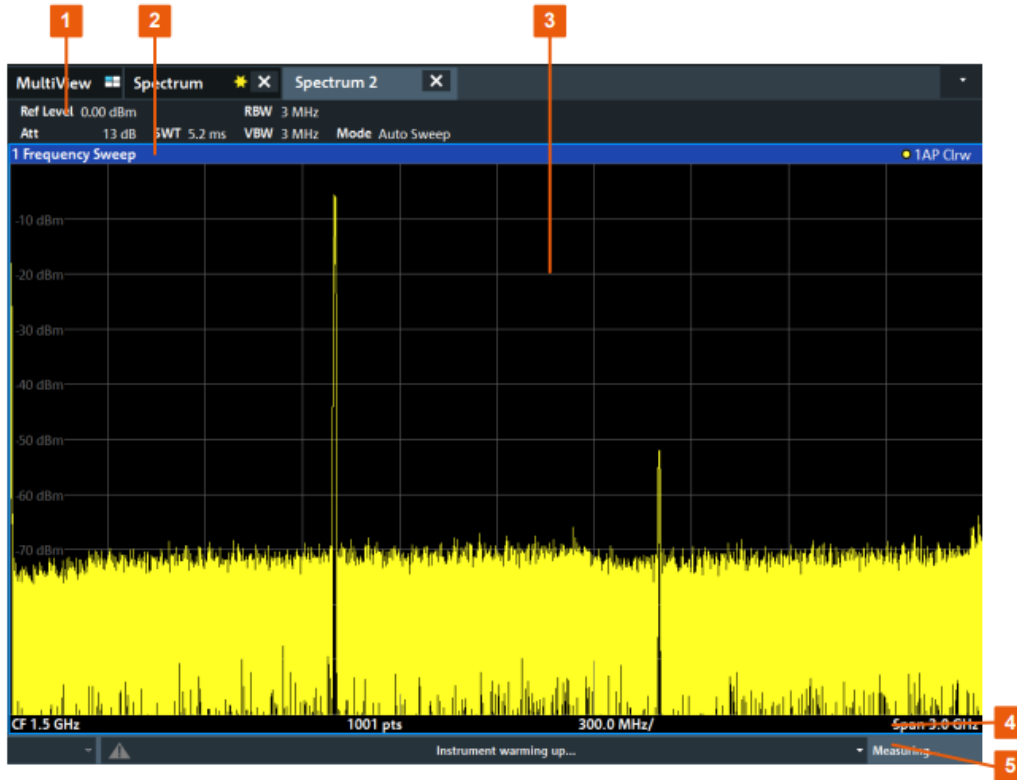 1 2 3
MultiView Spectrum Spectrum 2
Ref Level 0.00 dBm RBW 3 MHz
Att 13 dB SWT 5.2 ms VBW 3 MHz Mode Auto Sweep
1 Frequency Sweep 1AP Clrw
-10 dBm
-20 dBm
-30 dBm
-40 dBm
-50 dBm
-60 dBm
-70 dBm
CF 1.5 GHz 1001 pts 300.0 MHz/ Span 3.0 GHz
4
Instrument warming up... Measuring...
5